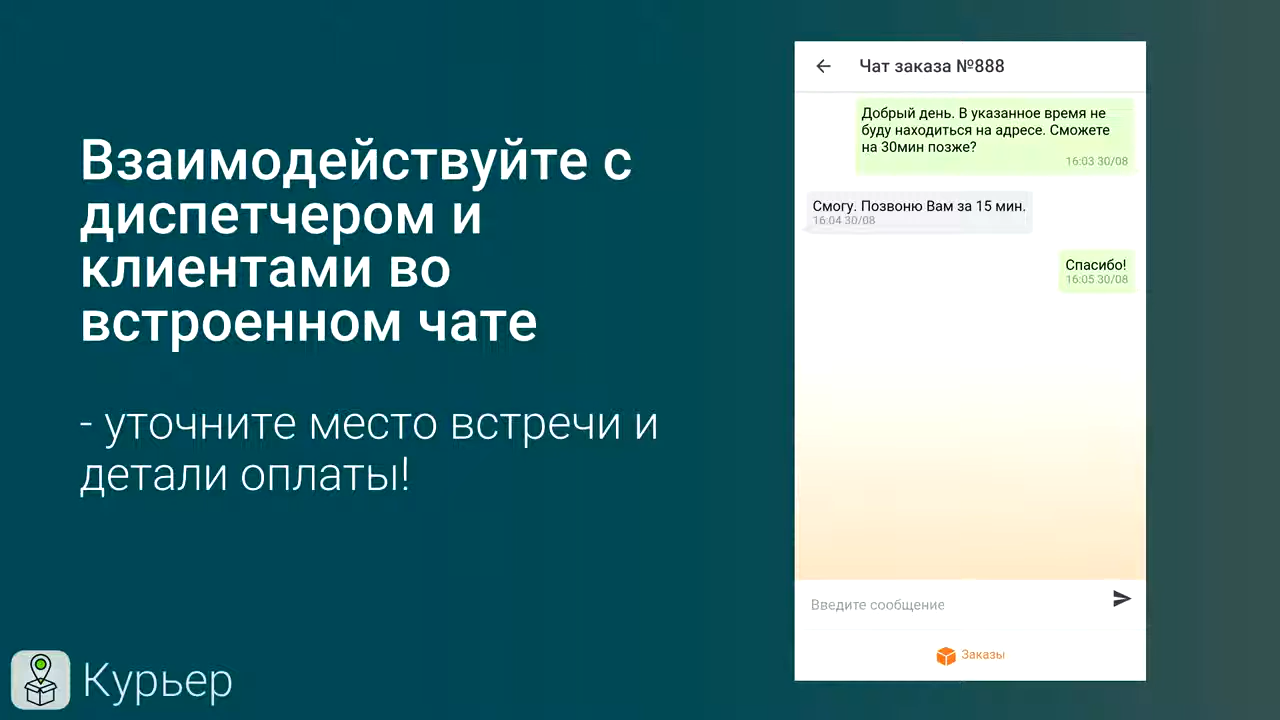 Взаимодействуйте с
диспетчером и
клиентами во
встроенном чате
- уточните место встречи и
детали оплаты!
Курьер
Чат заказа №888
Добрый день. В указанное время не
буду находиться на адресе. Сможете
на 30мин позже?
16:03 30/08
Смогу. Позвоню Вам за 15 мин.
16:04 30/08
Спасибо!
16:05 30/08
Введите сообщение
Заказы